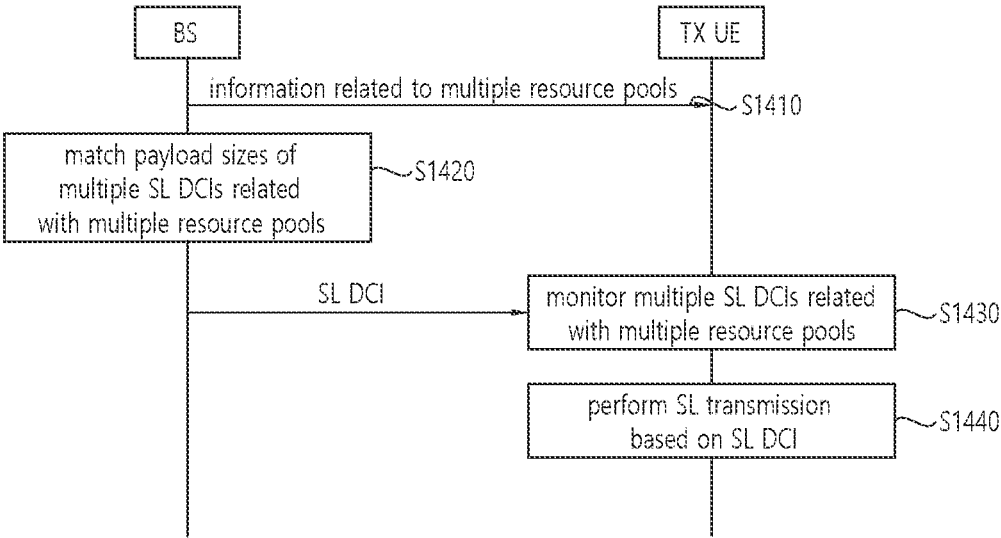 BS
TX UE
information related to multiple resource pools
S1410
match payload sizes of
multiple SL DCIs related
with multiple resource pools
S1420
SL DCI
monitor multiple SL DCIs related
with multiple resource pools
S1430
perform SL transmission
based on SL DCI
S1440